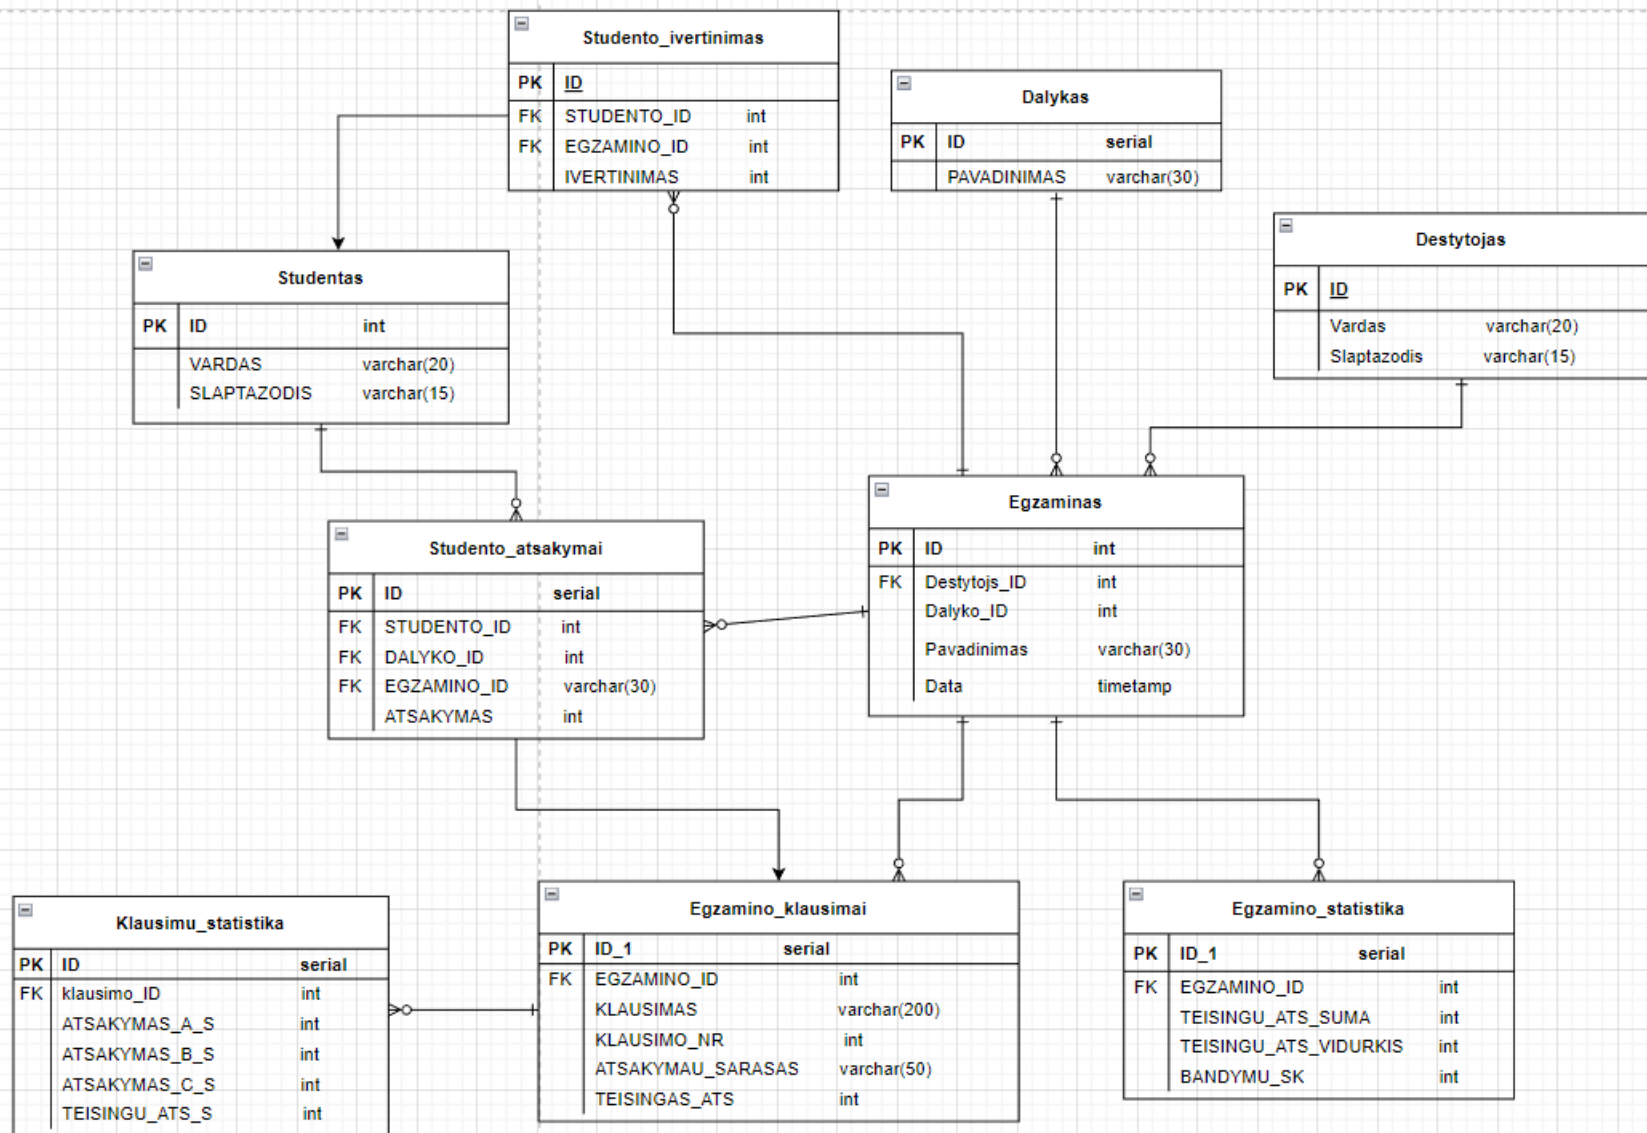 Studento_ivertinimas
PK ID
FK STUDENTO_ID int
FK EGZAMINO_ID int
IVERTINIMAS int
Dalykas
PK ID serial
PAVADINIMAS varchar(30)
Destytojas
PK ID
Vardas varchar(20)
Slaptazodis varchar(15)
Studentas
PK ID int
VARDAS varchar(20)
SLAPTAZODIS varchar(15)
Egzaminas
PK ID int
FK Destytojs_ID int
Dalyko_ID int
Pavadinimas varchar(30)
Data timetamp
Studento_atsakymai
PK ID serial
FK STUDENTO_ID int
FK DALYKO_ID int
FK EGZAMINO_ID varchar(30)
ATSAKYMAS int
Klausimu_statistika
PK ID serial
FK klausimo_ID int
ATSAKYMAS_A_S int
ATSAKYMAS_B_S int
ATSAKYMAS_C_S int
TEISINGU_ATS_S int
Egzamino_klausimai
PK ID_1 serial
FK EGZAMINO_ID int
KLAUSIMAS varchar(200)
KLAUSIMO_NR int
ATSAKYMAU_SARASAS varchar(50)
TEISINGAS_ATS int
Egzamino_statistika
PK ID_1 serial
FK EGZAMINO_ID int
TEISINGU_ATS_SUMA int
TEISINGU_ATS_VIDURKIS int
BANDYMU_SK int